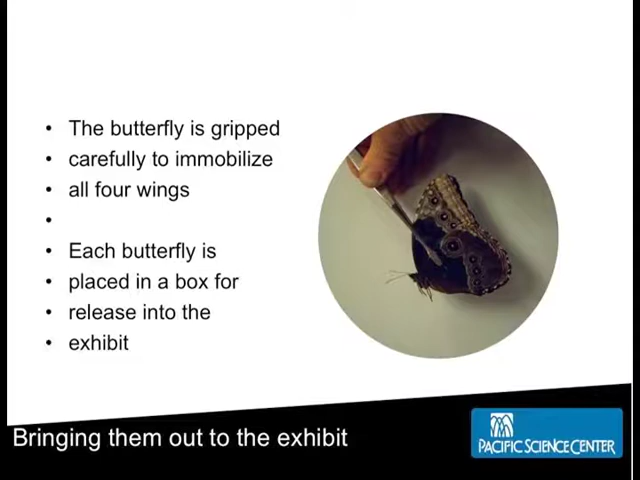 • The butterfly is gripped
• carefully to immobilize
• all four wings
•
• Each butterfly is
• placed in a box for
• release into the
• exhibit
Bringing them out to the exhibit
PACIFIC SCIENCE CENTER